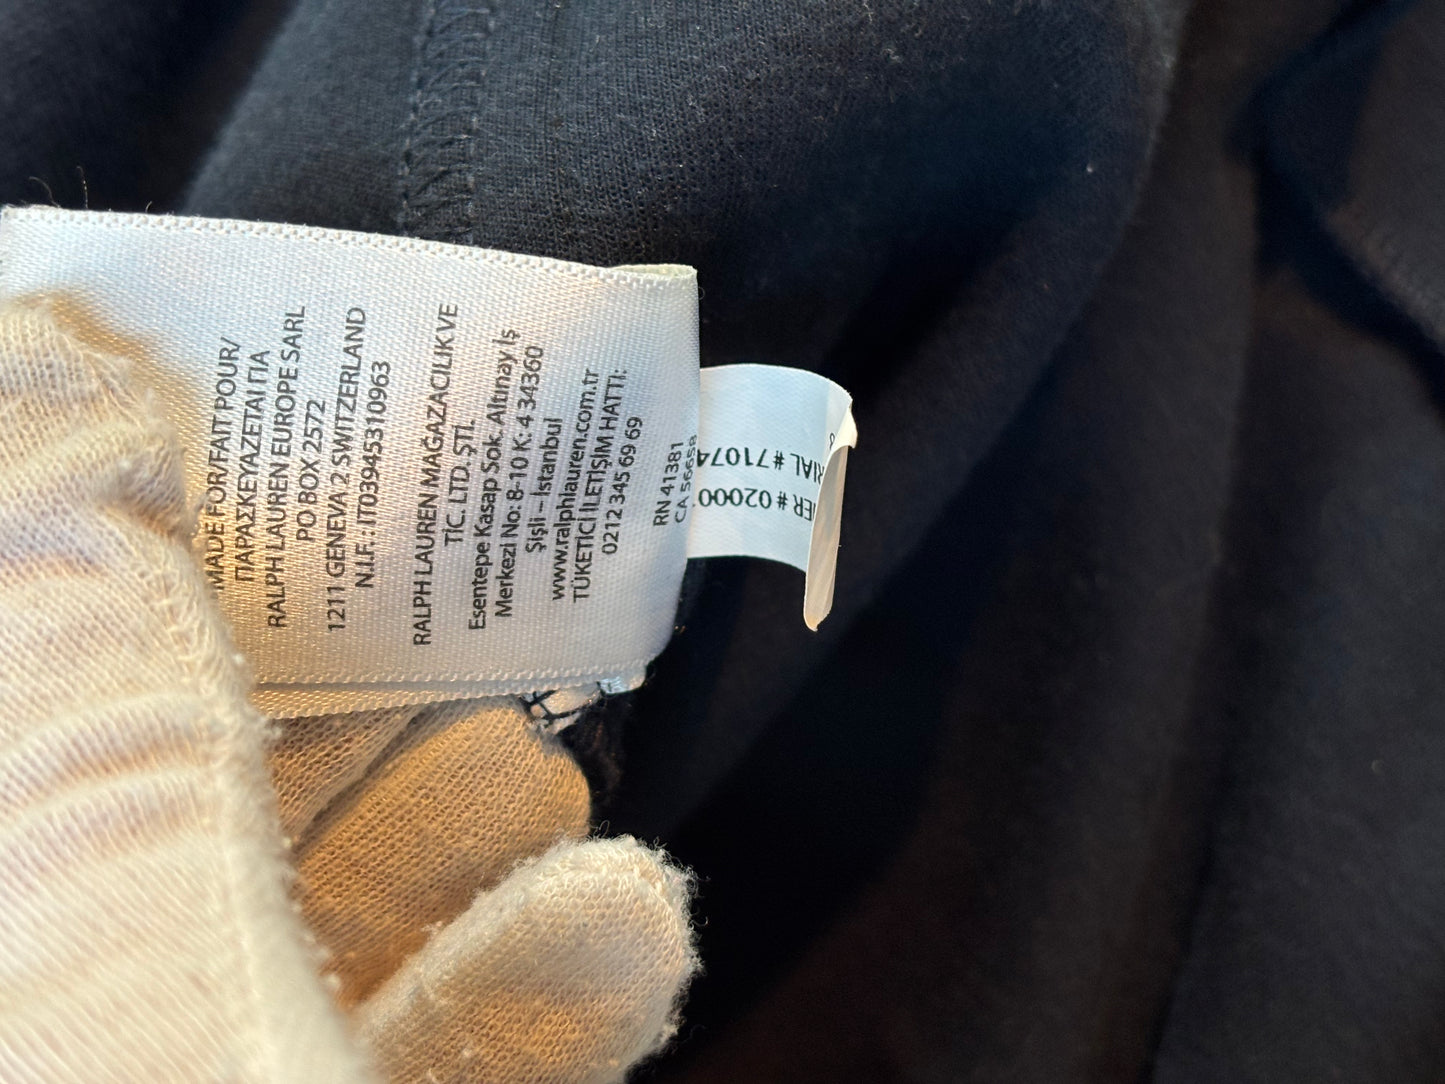 MADE FOR/FAIT POUR/
ΠΑΡΑΣΚΕΥΑΖΕΤΑΙ ΓΙΑ
RALPH LAUREN EUROPE SARL
PO BOX 2572
1211 GENEVA 2 SWITZERLAND
N.I.F.: IT03945310963
RALPH LAUREN MAGAZACILIK VE
TIC. LTD. ŞTİ.
Esentepe Kasap Sok. Altınay İş
Merkezi No: 8-10 K: 4 34360
Şişli – İstanbul
www.ralphlauren.com.tr
TÜKETİCİ İLETİŞİM HATTI:
0212 345 69 69
RN 41381
CA 56658
IER # 02000
RIAL #71074